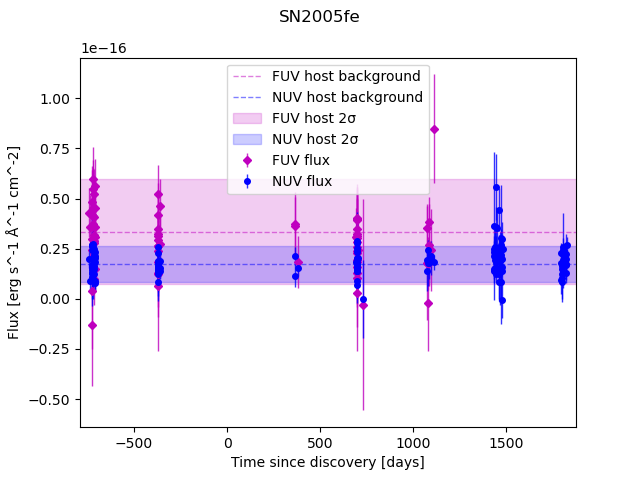 SN2005fe
1e−16
FUV host background
NUV host background
FUV host 2σ
NUV host 2σ
FUV flux
NUV flux
1.00
0.75
0.50
0.25
0.00
−0.25
−0.50
Flux [erg s^-1 Å^-1 cm^-2]
−500
0
500
1000
1500
Time since discovery [days]